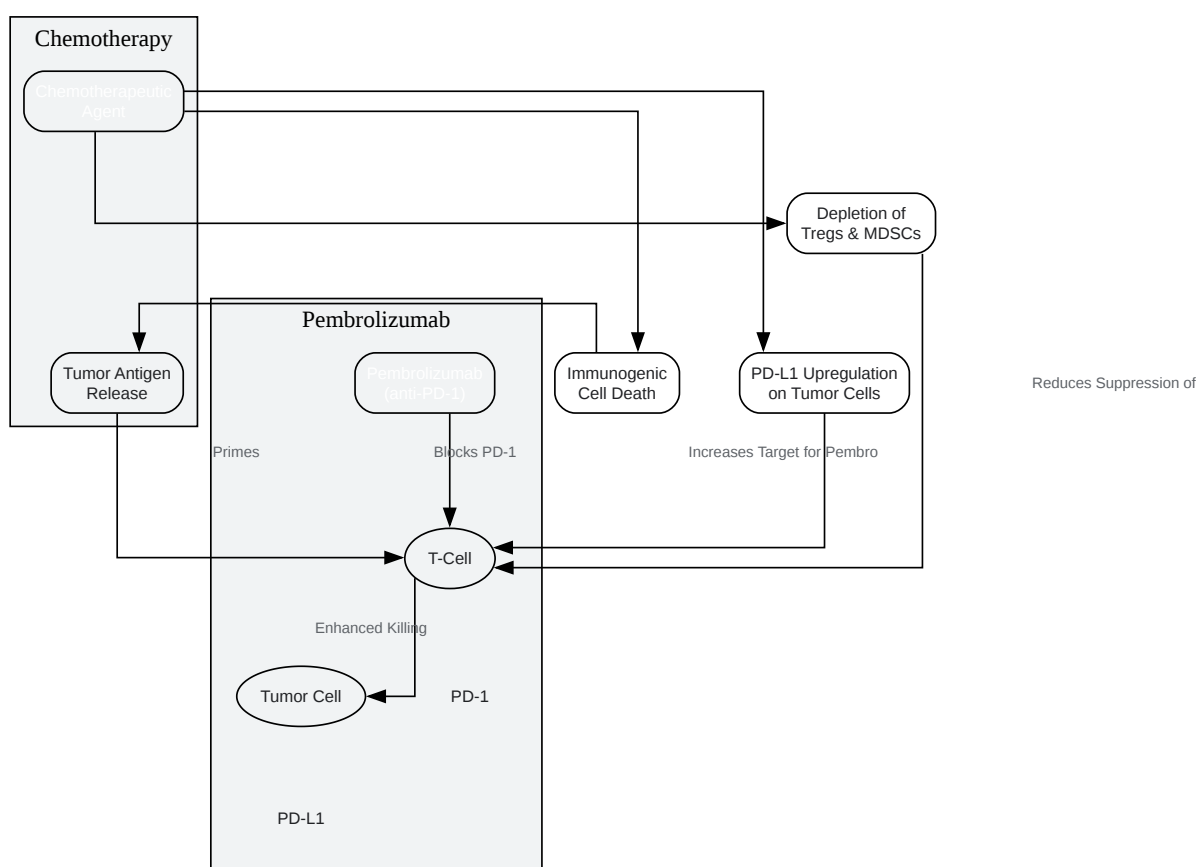 Chemotherapy
Chemotherapeutic
Agent
Depletion of
Tregs & MDSCs
Pembrolizumab
Tumor Antigen
Release
Pembrolizumab
(anti-PD-1)
Immunogenic
Cell Death
PD-L1 Upregulation
on Tumor Cells
Reduces Suppression of
Primes
Blocks PD-1
Increases Target for Pembro
T-Cell
Enhanced Killing
Tumor Cell
PD-1
PD-L1